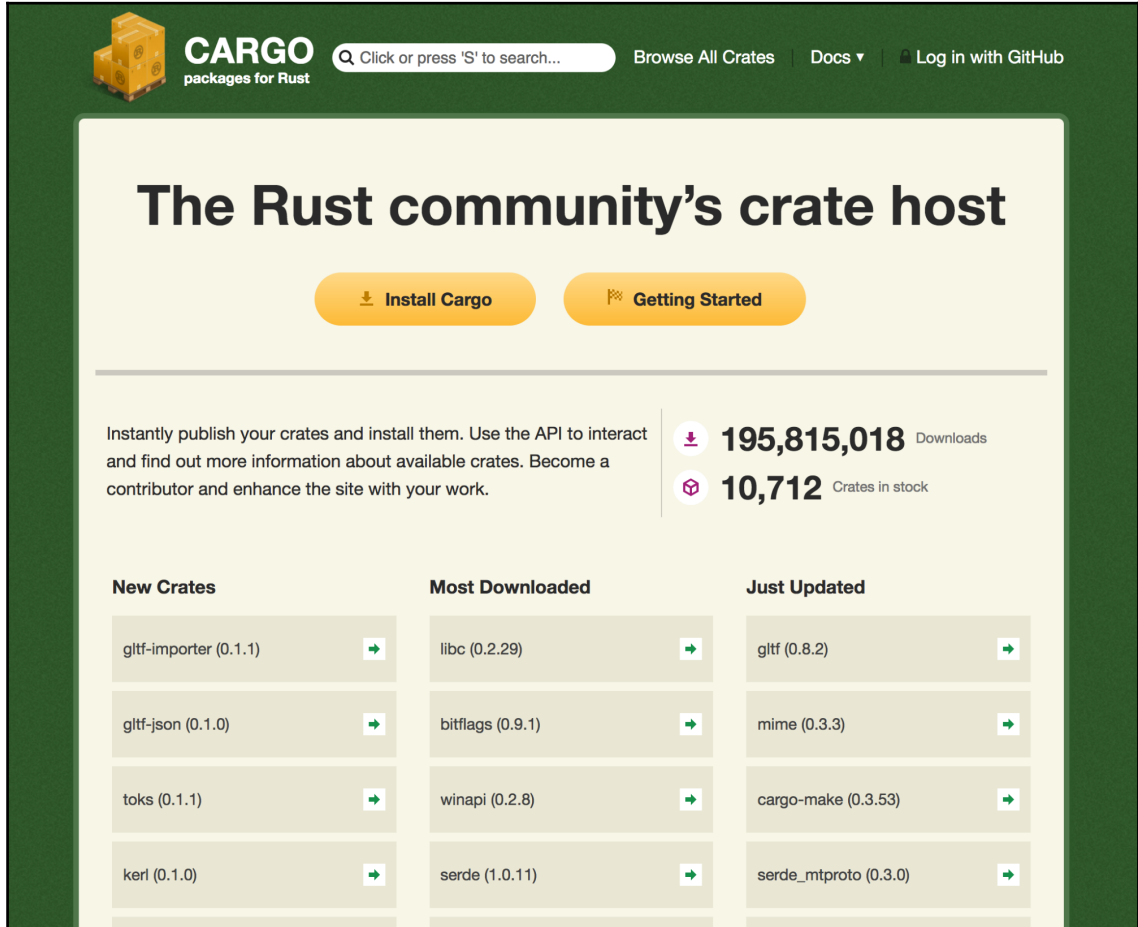 CARGO
packages for Rust
Click or press 'S' to search...
Browse All Crates
Docs ▾
Log in with GitHub
The Rust community’s crate host
Install Cargo
Getting Started
Instantly publish your crates and install them. Use the API to interact
and find out more information about available crates. Become a
contributor and enhance the site with your work.
195,815,018 Downloads
10,712 Crates in stock
New Crates
gltf-importer (0.1.1)
gltf-json (0.1.0)
toks (0.1.1)
kerl (0.1.0)
Most Downloaded
libc (0.2.29)
bitflags (0.9.1)
winapi (0.2.8)
serde (1.0.11)
Just Updated
gltf (0.8.2)
mime (0.3.3)
cargo-make (0.3.53)
serde_mtproto (0.3.0)